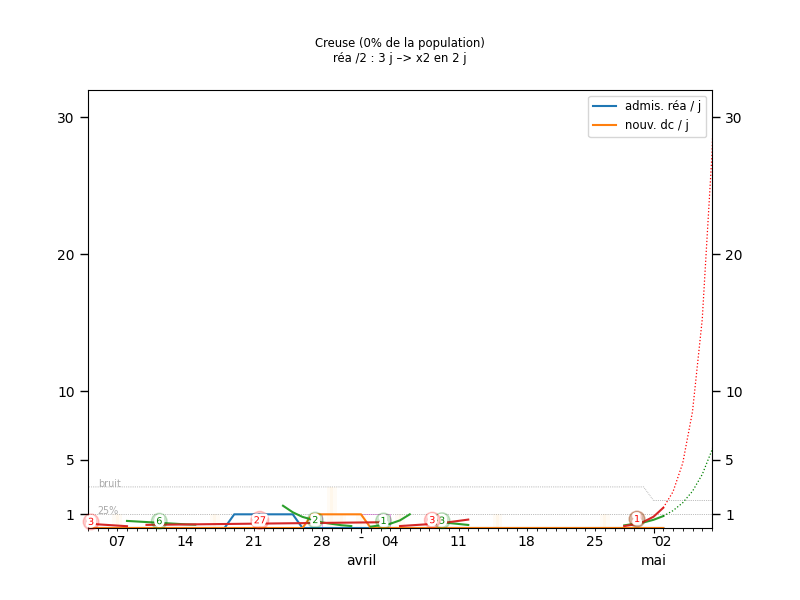 Creuse (0% de la population)
réa /2 : 3 j –> x2 en 2 j
admis. réa / j
nouv. dc / j
30 30
20 20
10 10
5 5
bruit
25%
1 1
3 6 27 2 1 3 3 1
07 14 21 28 - 04 11 18 25 02
avril mai